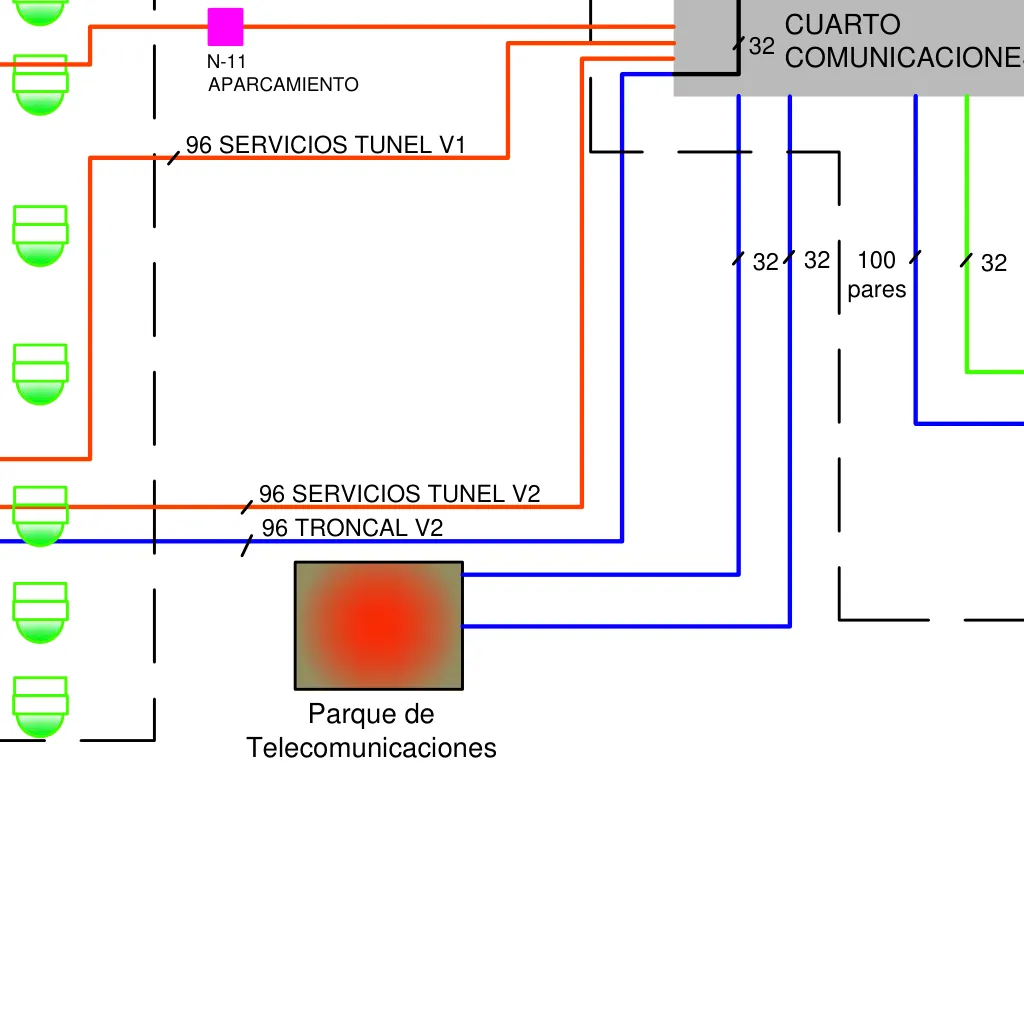 CUARTO
32
COMUNICACIONE
N-11
APARCAMIENTO
96 SERVICIOS TUNEL V1
32
32
100
32
pares
96 SERVICIOS TUNEL V2
96 TRONCAL V2
Parque de
Telecomunicaciones